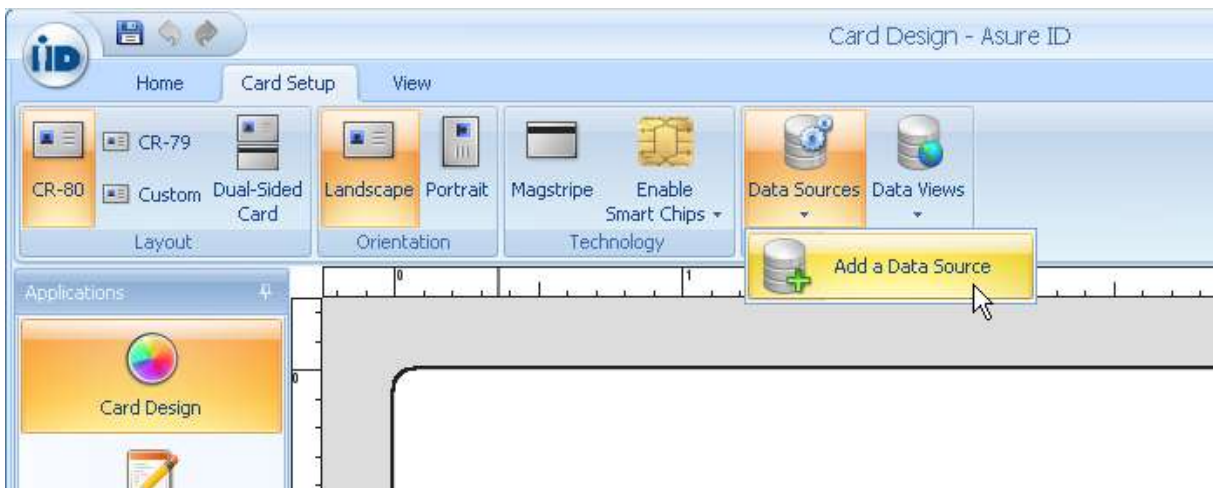 iID
Card Design - Asure ID
Home
Card Setup
View
CR-80
CR-79
Custom
Dual-Sided
Card
Layout
Landscape
Portrait
Orientation
Magstripe
Enable
Smart Chips
Technology
Data Sources
Data Views
Add a Data Source
Applications
0
1
0
Card Design